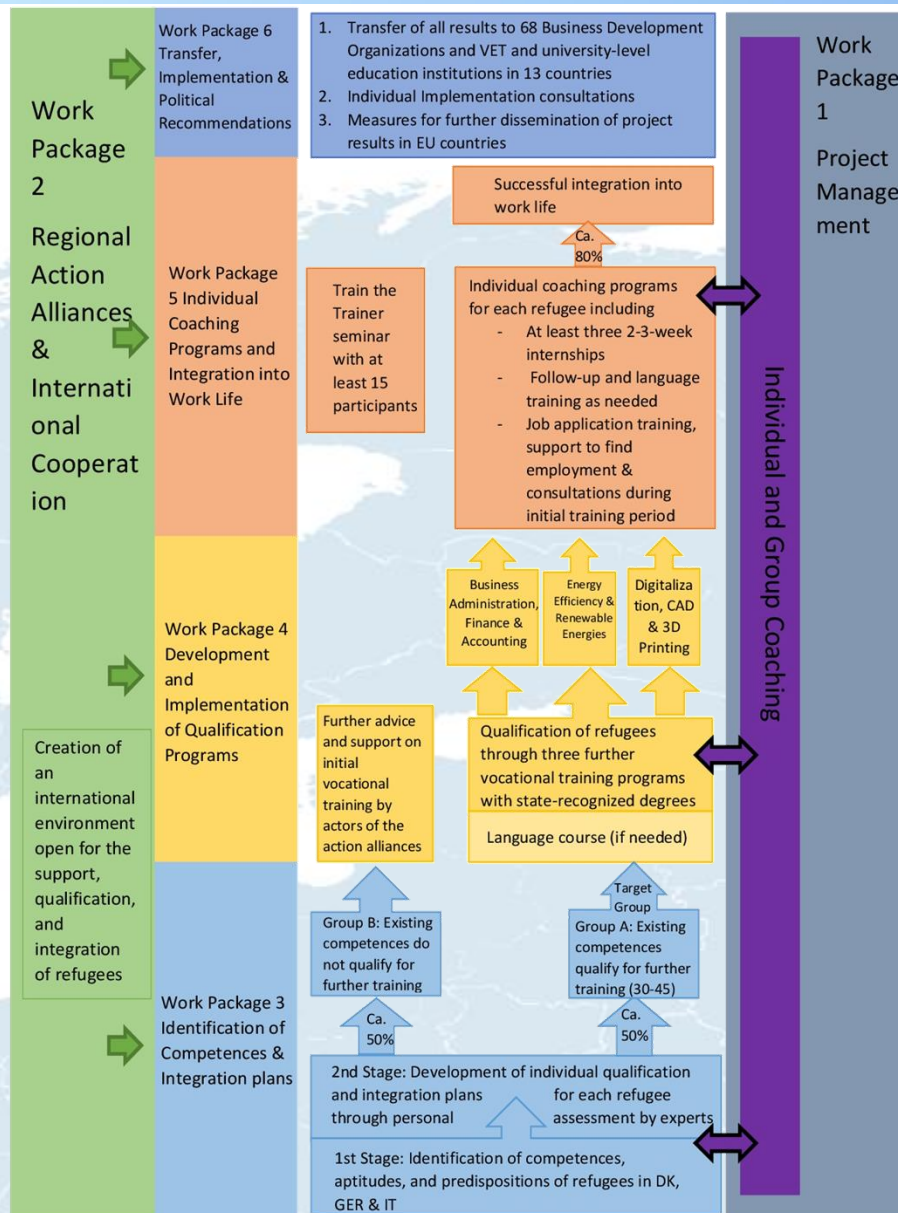 Work
Package
2
Regional
Action
Alliances
&
Internati
onal
Cooperat
ion
Creation of
an
international
environment
open for the
support,
qualification,
and
integration
of refugees
Work Package 6
Transfer,
Implementation &
Political
Recommendations
1. Transfer of all results to 68 Business Development
Organizations and VET and university-level
education institutions in 13 countries
2. Individual Implementation consultations
3. Measures for further dissemination of project
results in EU countries
Work Package
5 Individual
Coaching
Programs and
Integration into
Work Life
Train the
Trainer
seminar
with at
least 15
participants
Successful integration into
work life
Ca.
80%
Individual coaching programs
for each refugee including
- At least three 2-3-week
internships
- Follow-up and language
training as needed
- Job application training,
support to find
employment &
consultations during
initial training period
Work Package 4
Development
and
Implementation
of Qualification
Programs
Business
Administration,
Finance &
Accounting
Energy
Efficiency &
Renewable
Energies
Digitaliza
tion, CAD
& 3D
Printing
Further advice
and support on
initial
vocational
training by
actors of the
action alliances
Qualification of refugees
through three further
vocational training programs
with state-recognized degrees
Language course (if needed)
Work Package 3
Identification of
Competences &
Integration plans
Group B: Existing
competences do
not qualify for
further training
Target
Group
Group A: Existing
competences
qualify for further
training (30-45)
Ca.
50%
Ca.
50%
2nd Stage: Development of individual qualification
and integration plans for each refugee
through personal assessment by experts
1st Stage: Identification of competences,
aptitudes, and predispositions of refugees in DK,
GER & IT
Individual and Group Coaching
Work
Package
1
Project
Manage
ment